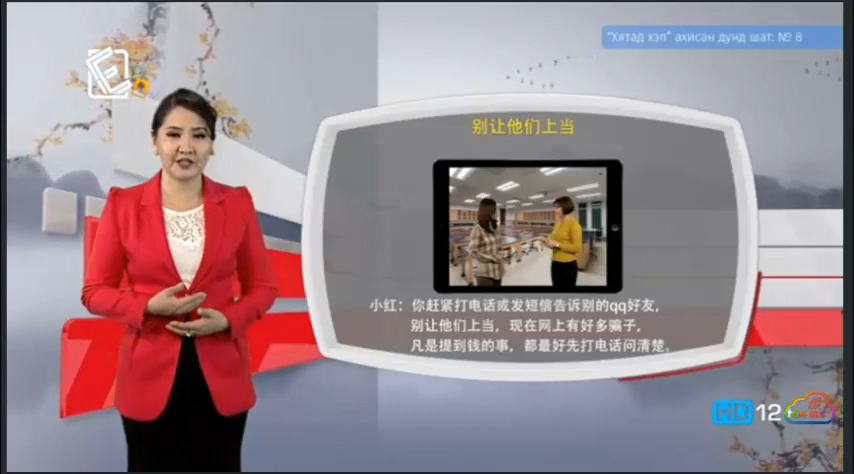 "Хятад хэл" ахисан дунд шат: № 8
别让他们上当
小红：你赶紧打电话或发短信告诉别的qq好友，
别让他们上当，现在网上有好多骗子，
凡是提到钱的事，都最好先打电话问清楚。
HD 12+